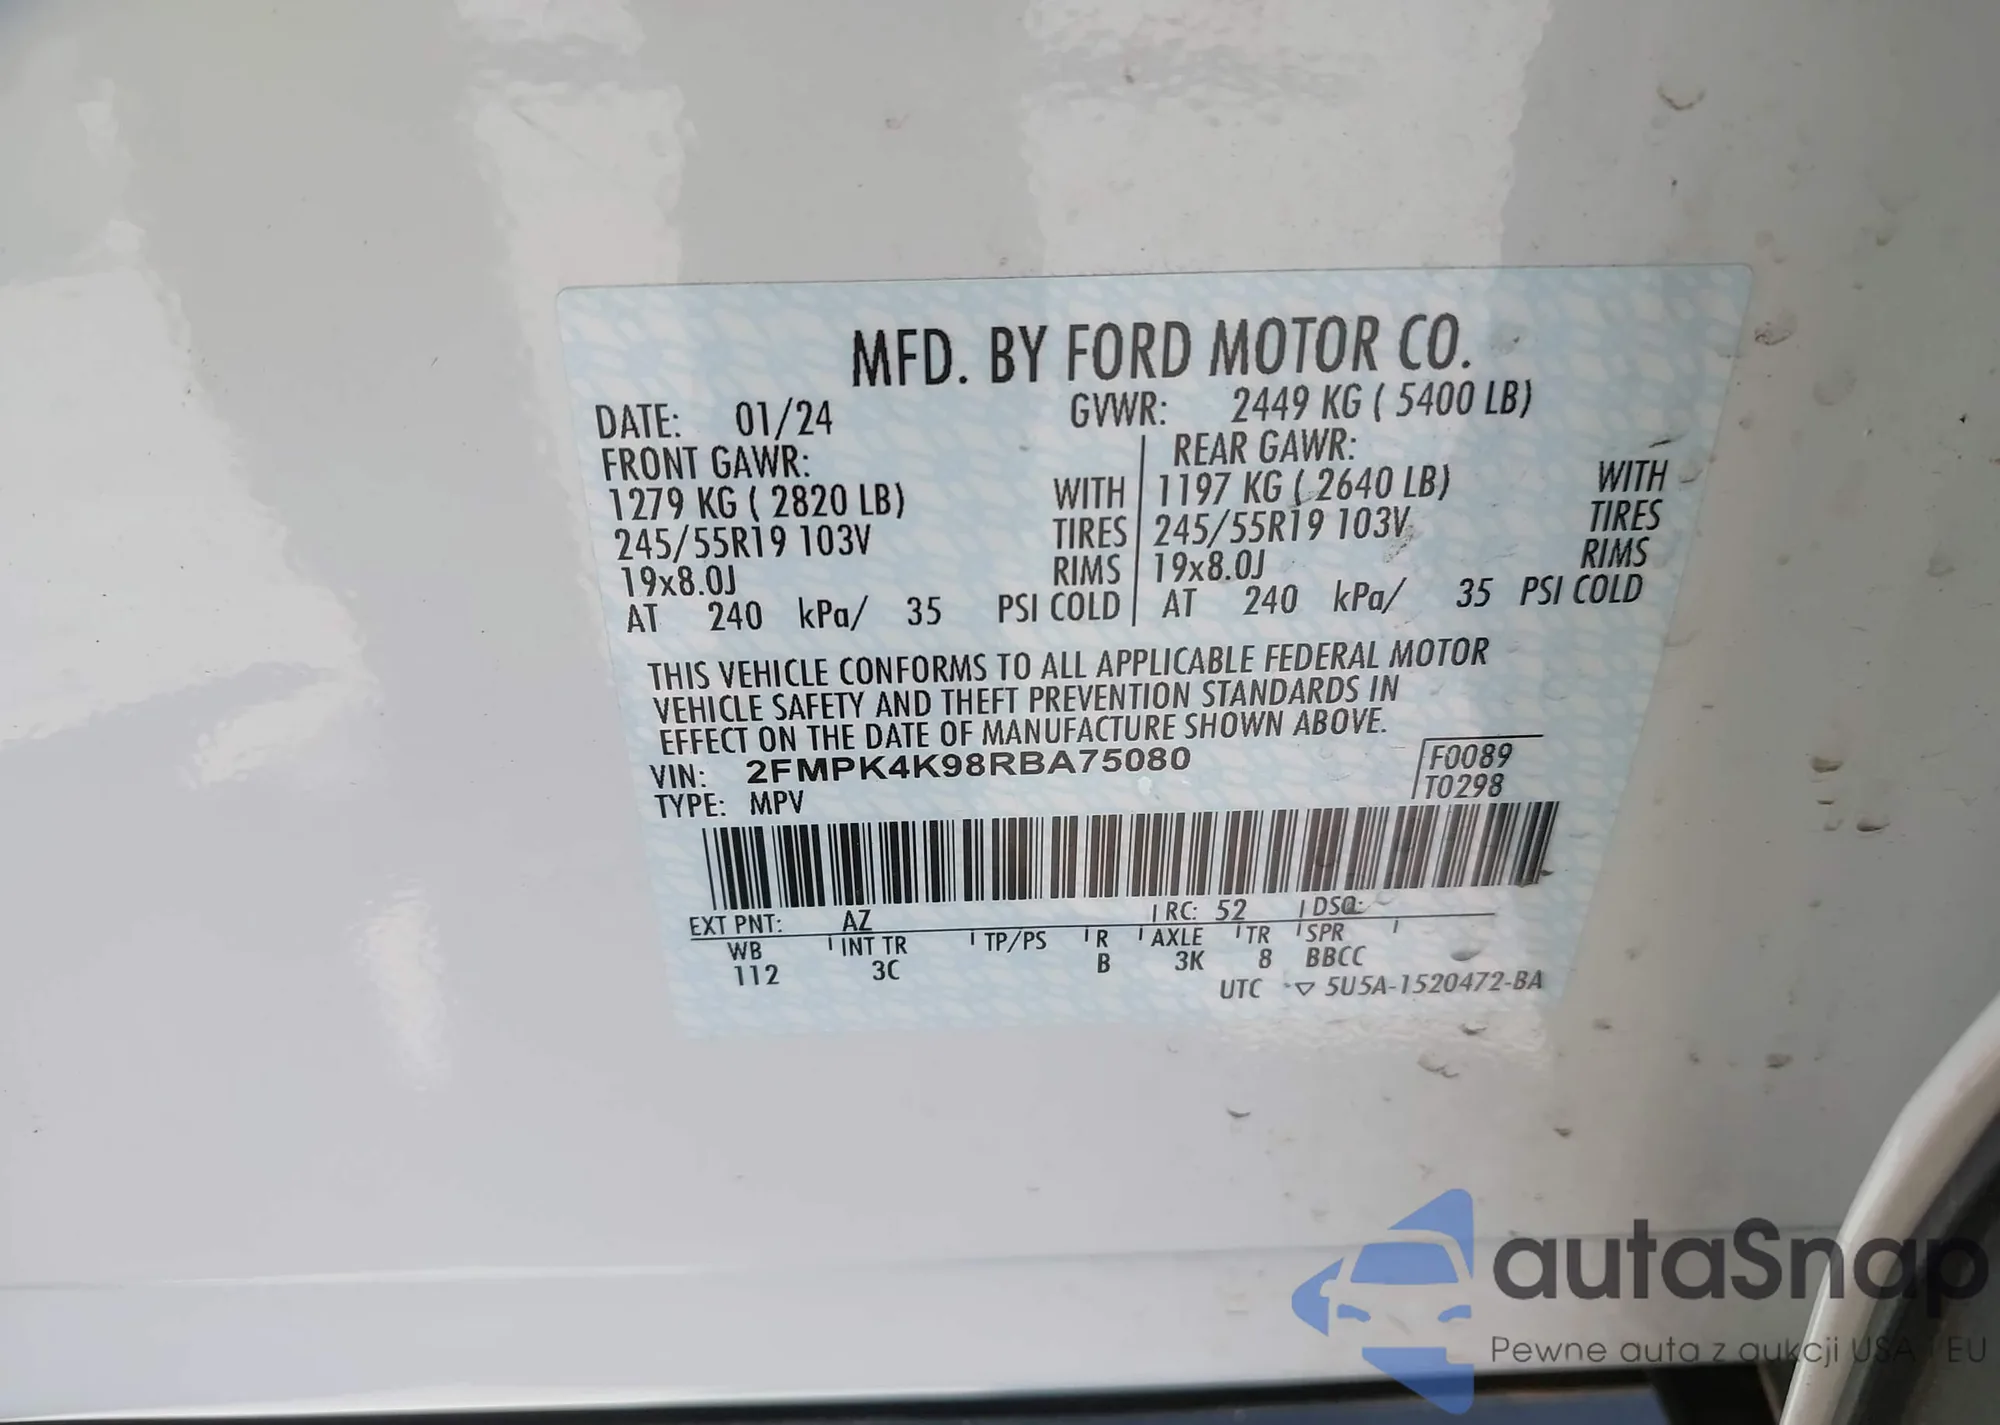 MFD. BY FORD MOTOR CO.
DATE: 01/24 GVWR: 2449 KG ( 5400 LB)
FRONT GAWR: REAR GAWR:
1279 KG ( 2820 LB) WITH 1197 KG ( 2640 LB) WITH
245/55R19 103V TIRES 245/55R19 103V TIRES
19x8.0J RIMS 19x8.0J RIMS
AT 240 kPa/ 35 PSI COLD AT 240 kPa/ 35 PSI COLD
THIS VEHICLE CONFORMS TO ALL APPLICABLE FEDERAL MOTOR
VEHICLE SAFETY AND THEFT PREVENTION STANDARDS IN
EFFECT ON THE DATE OF MANUFACTURE SHOWN ABOVE.
VIN: 2FMPK4K98RBA75080 F0089
TYPE: MPV T0298
EXT PNT: AZ RC: 52 DSO:
WB INT TR TP/PS R AXLE TR SPR
112 3C B 3K 8 BBCC
UTC ▽ 5U5A-1520472-BA
autaSnap
Pewne auta z aukcji USA i EU